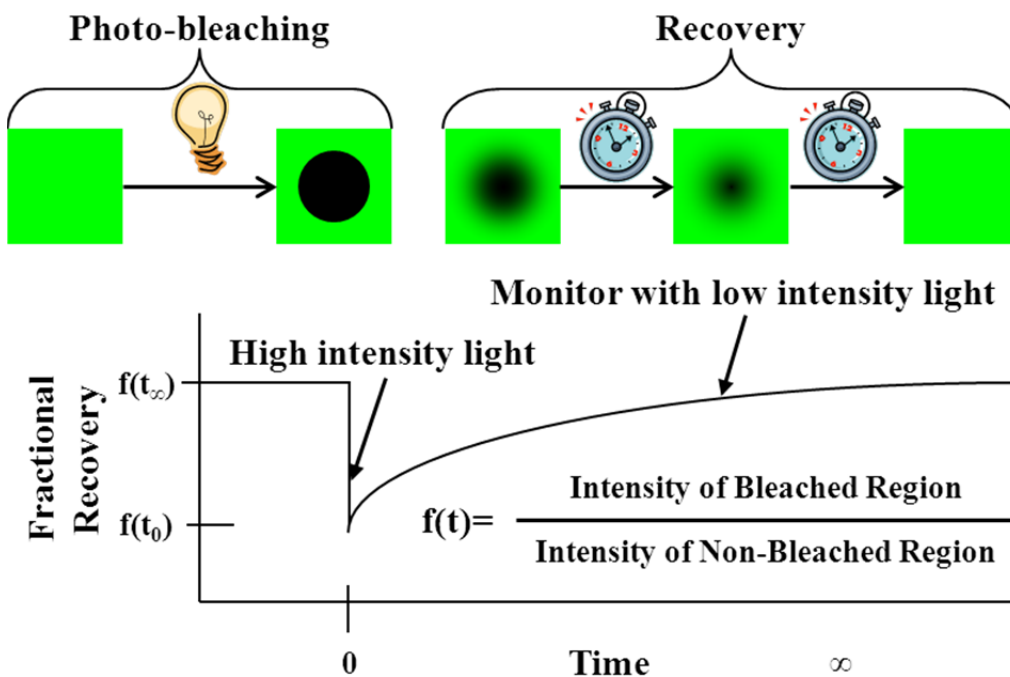 Photo-bleaching
Recovery
Monitor with low intensity light
High intensity light
Fractional
Recovery
f(t∞)
f(t₀)
f(t)=
Intensity of Bleached Region
Intensity of Non-Bleached Region
0
Time
∞